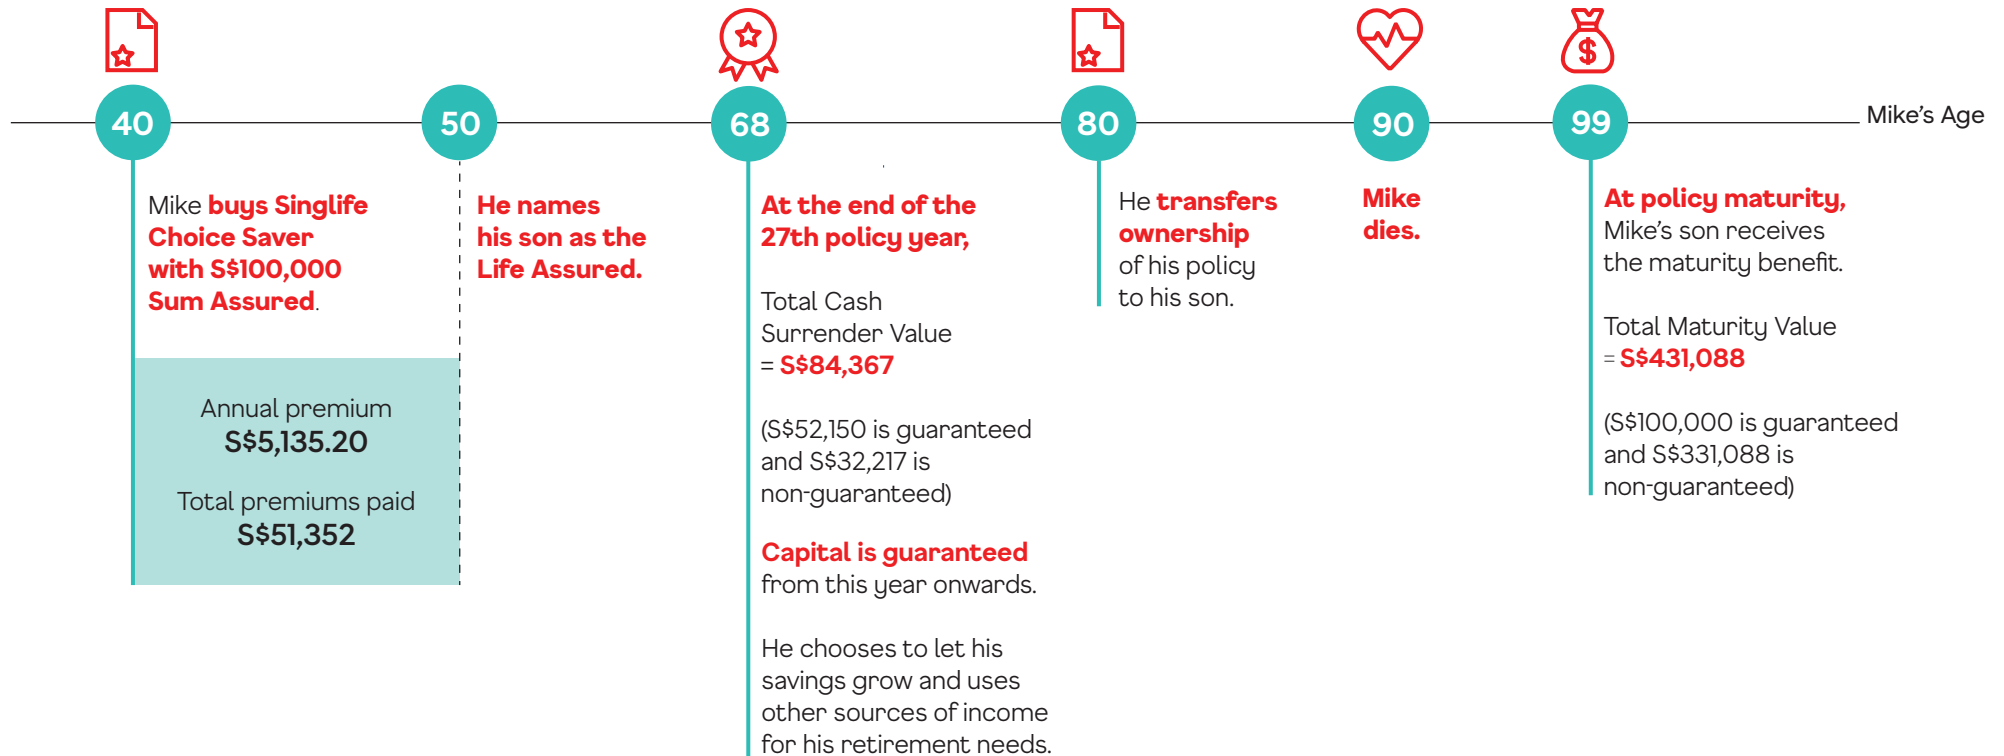 40
50
68
80
90
99
Mike's Age
Mike buys Singlife
Choice Saver
with S$100,000
Sum Assured.
Annual premium
S$5,135.20
Total premiums paid
S$51,352
He names
his son as the
Life Assured.
At the end of the
27th policy year,
Total Cash
Surrender Value
= S$84,367
(S$52,150 is guaranteed
and S$32,217 is
non-guaranteed)
Capital is guaranteed
from this year onwards.
He chooses to let his
savings grow and uses
other sources of income
for his retirement needs.
He transfers
ownership
of his policy
to his son.
Mike
dies.
At policy maturity,
Mike's son receives
the maturity benefit.
Total Maturity Value
= S$431,088
(S$100,000 is guaranteed
and S$331,088 is
non-guaranteed)
$